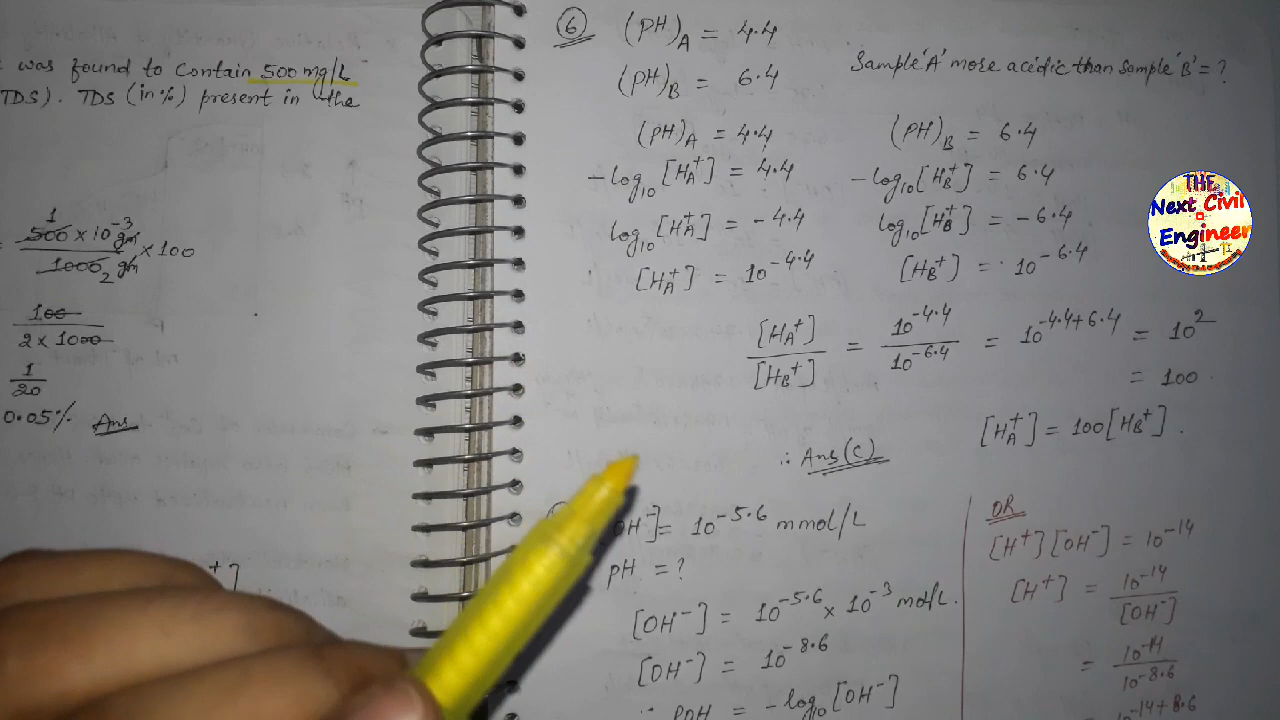 was found to contain 500 mg/L
TDS). TDS (in %) present in the
1
500 × 10⁻³ gm
1000 gm × 100
2
100
2 × 1000
1
20
0.05% Ans
⑥ (PH)A = 4.4
(PH)B = 6.4
Sample 'A' more acidic than sample 'B' = ?
(PH)A = 4.4
(PH)B = 6.4
-log₁₀ [HA⁺] = 4.4
-log₁₀ [HB⁺] = 6.4
log₁₀ [HA⁺] = -4.4
log₁₀ [HB⁺] = -6.4
[HA⁺] = 10^-4.4
[HB⁺] = 10^-6.4
[HA⁺]/[HB⁺] = 10^-4.4/10^-6.4 = 10^-4.4+6.4 = 10²
= 100
[HA⁺] = 100[HB⁺].
∴ Ans (C)
OH⁻] = 10^-5.6 mmol/L
PH = ?
[OH⁻] = 10^-5.6 × 10⁻³ mol/L.
[OH⁻] = 10^-8.6
∵ POH = -log₁₀ [OH⁻]
OR
[H⁺][OH⁻] = 10⁻¹⁴
[H⁺] = 10⁻¹⁴/[OH⁻]
= 10⁻¹⁴/10^-8.6
10^-14+8.6
THE
Next Civil
Engineer